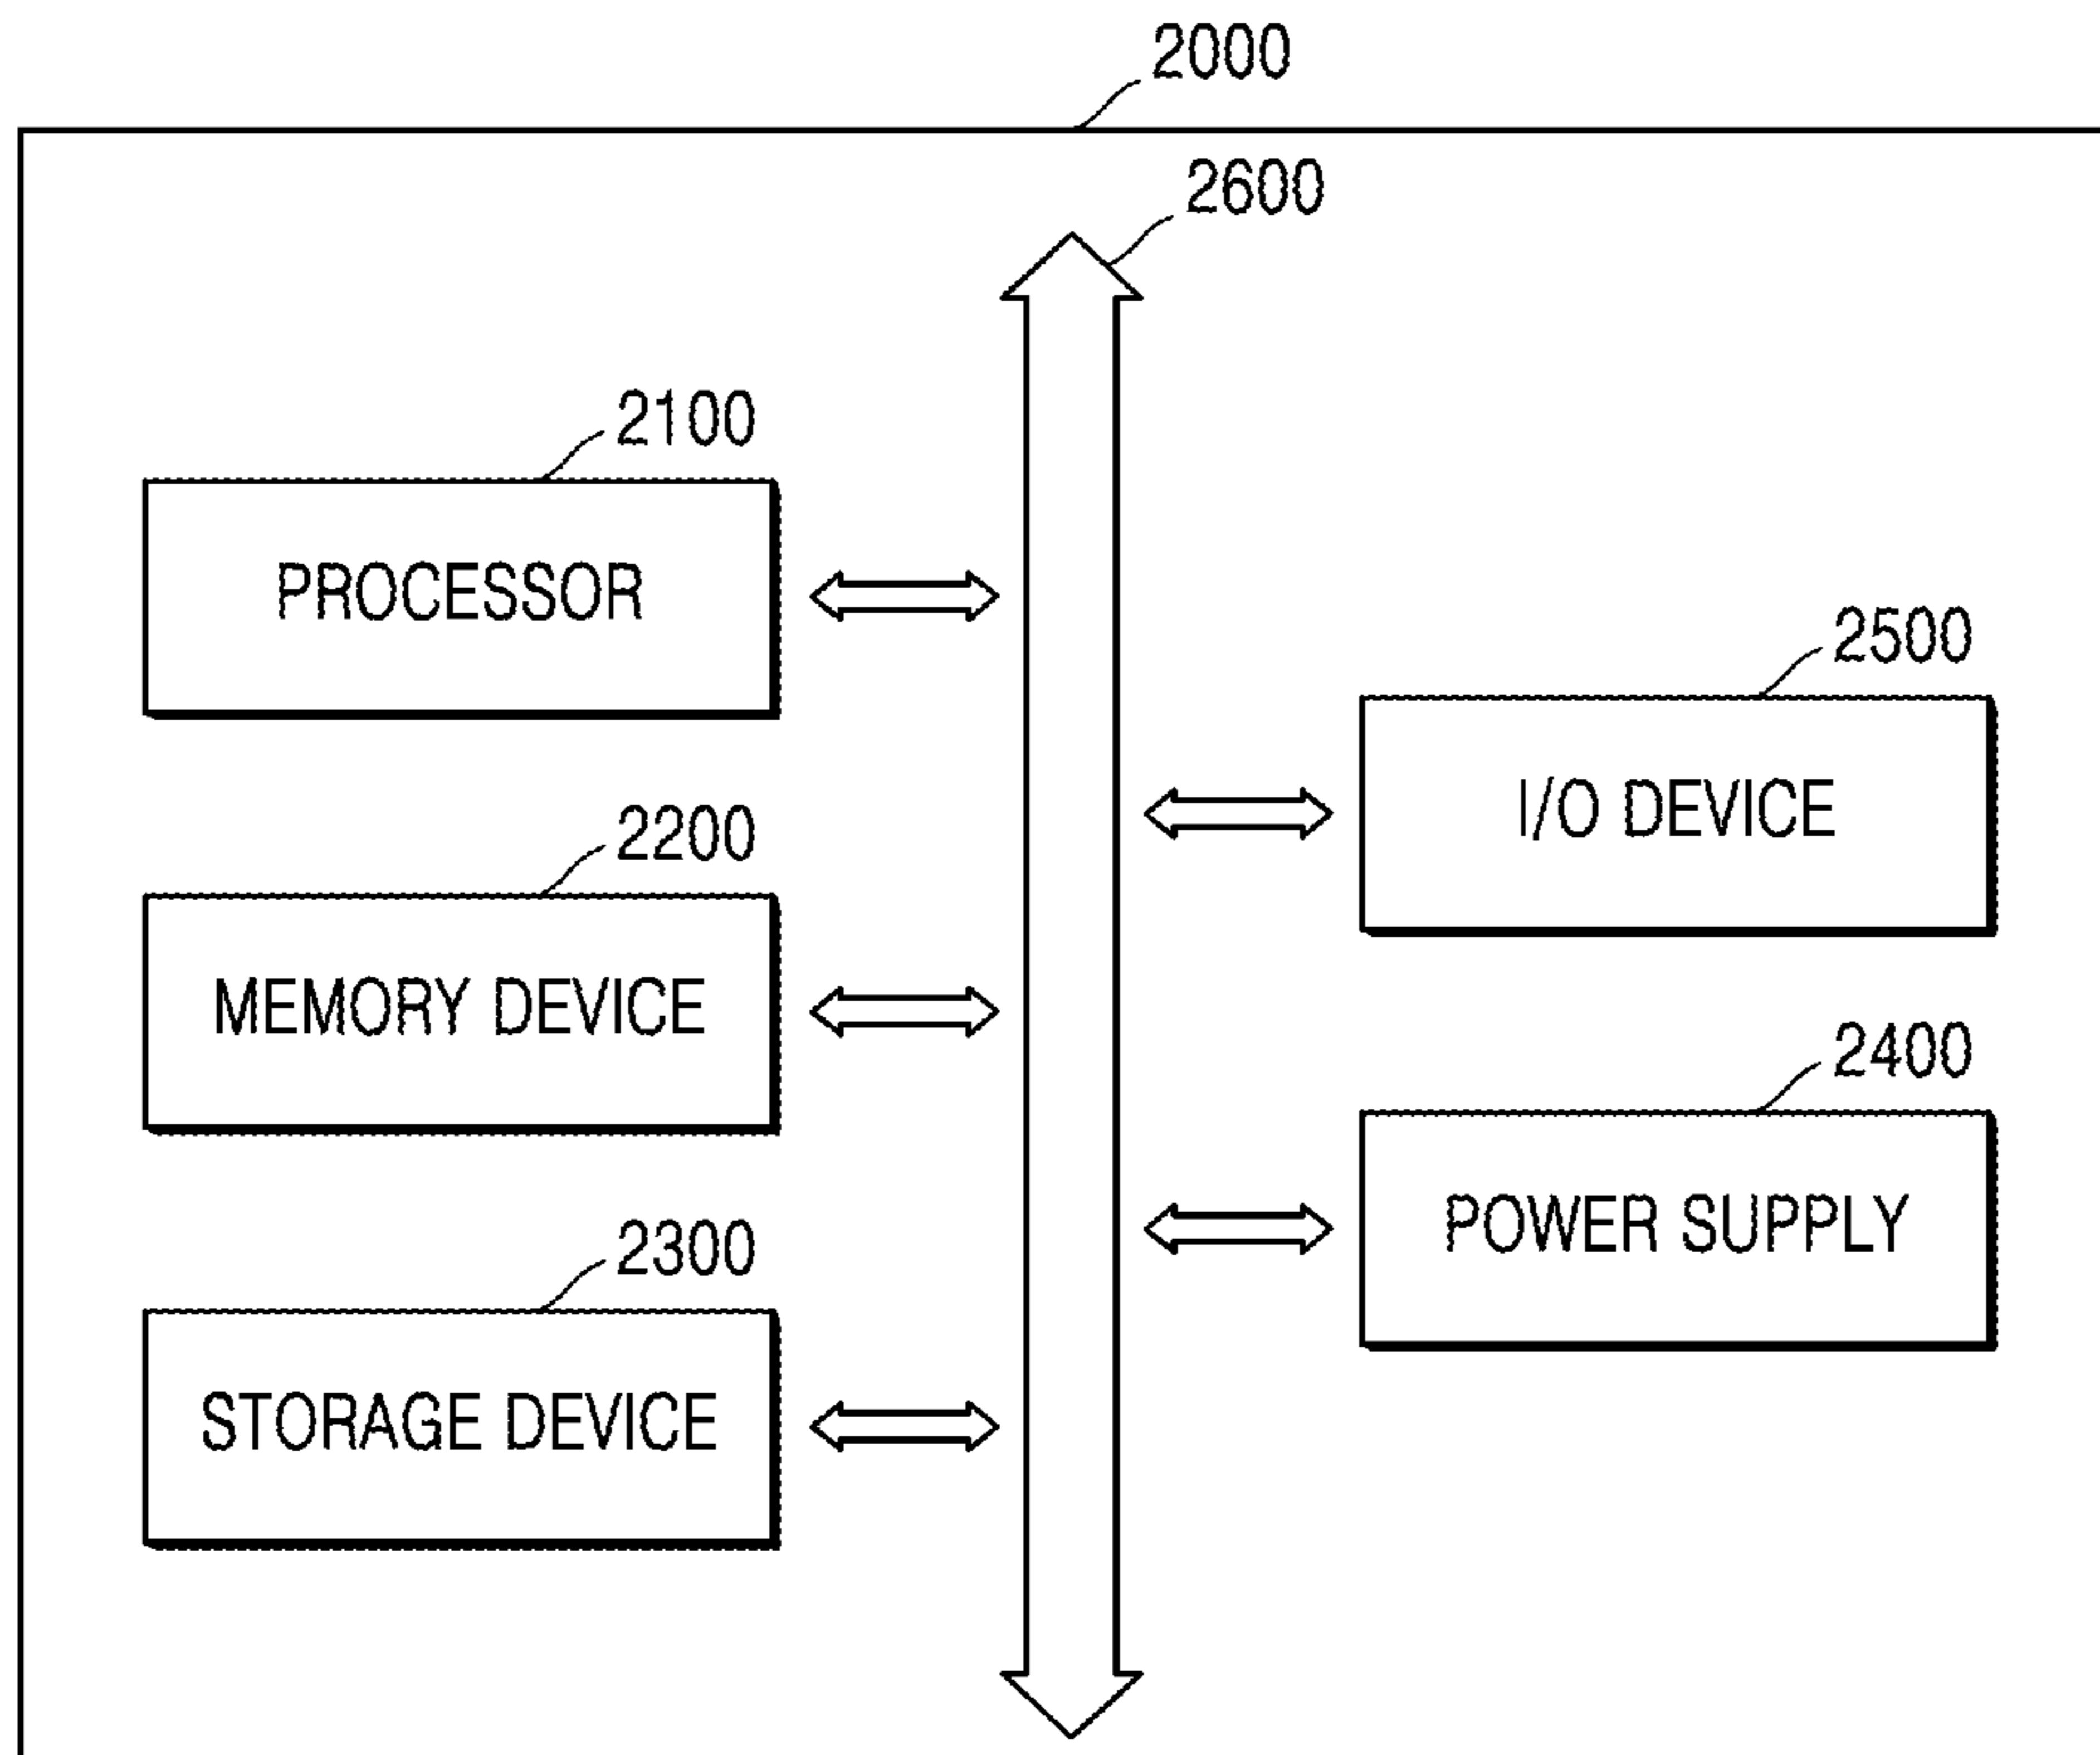 2000
2600
2100
PROCESSOR
2500
I/O DEVICE
2200
MEMORY DEVICE
2400
POWER SUPPLY
2300
STORAGE DEVICE